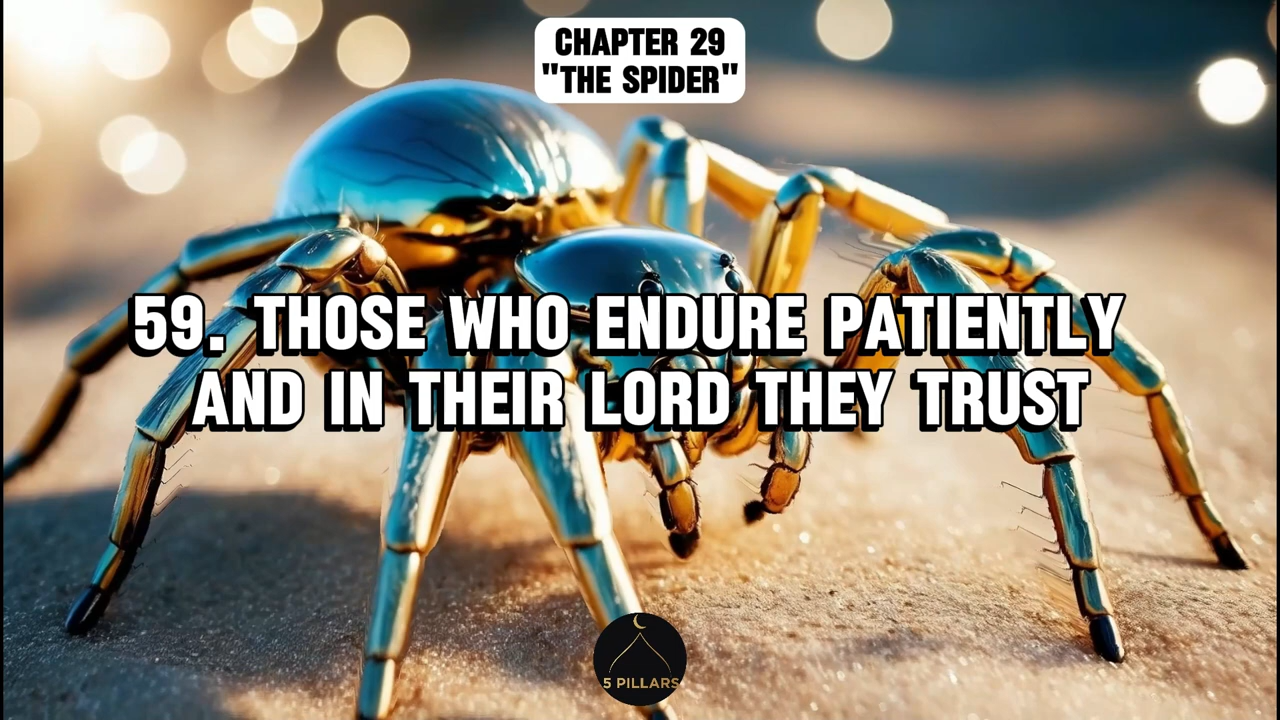 CHAPTER 29
"THE SPIDER"
59. THOSE WHO ENDURE PATIENTLY
AND IN THEIR LORD THEY TRUST
5 PILLARS